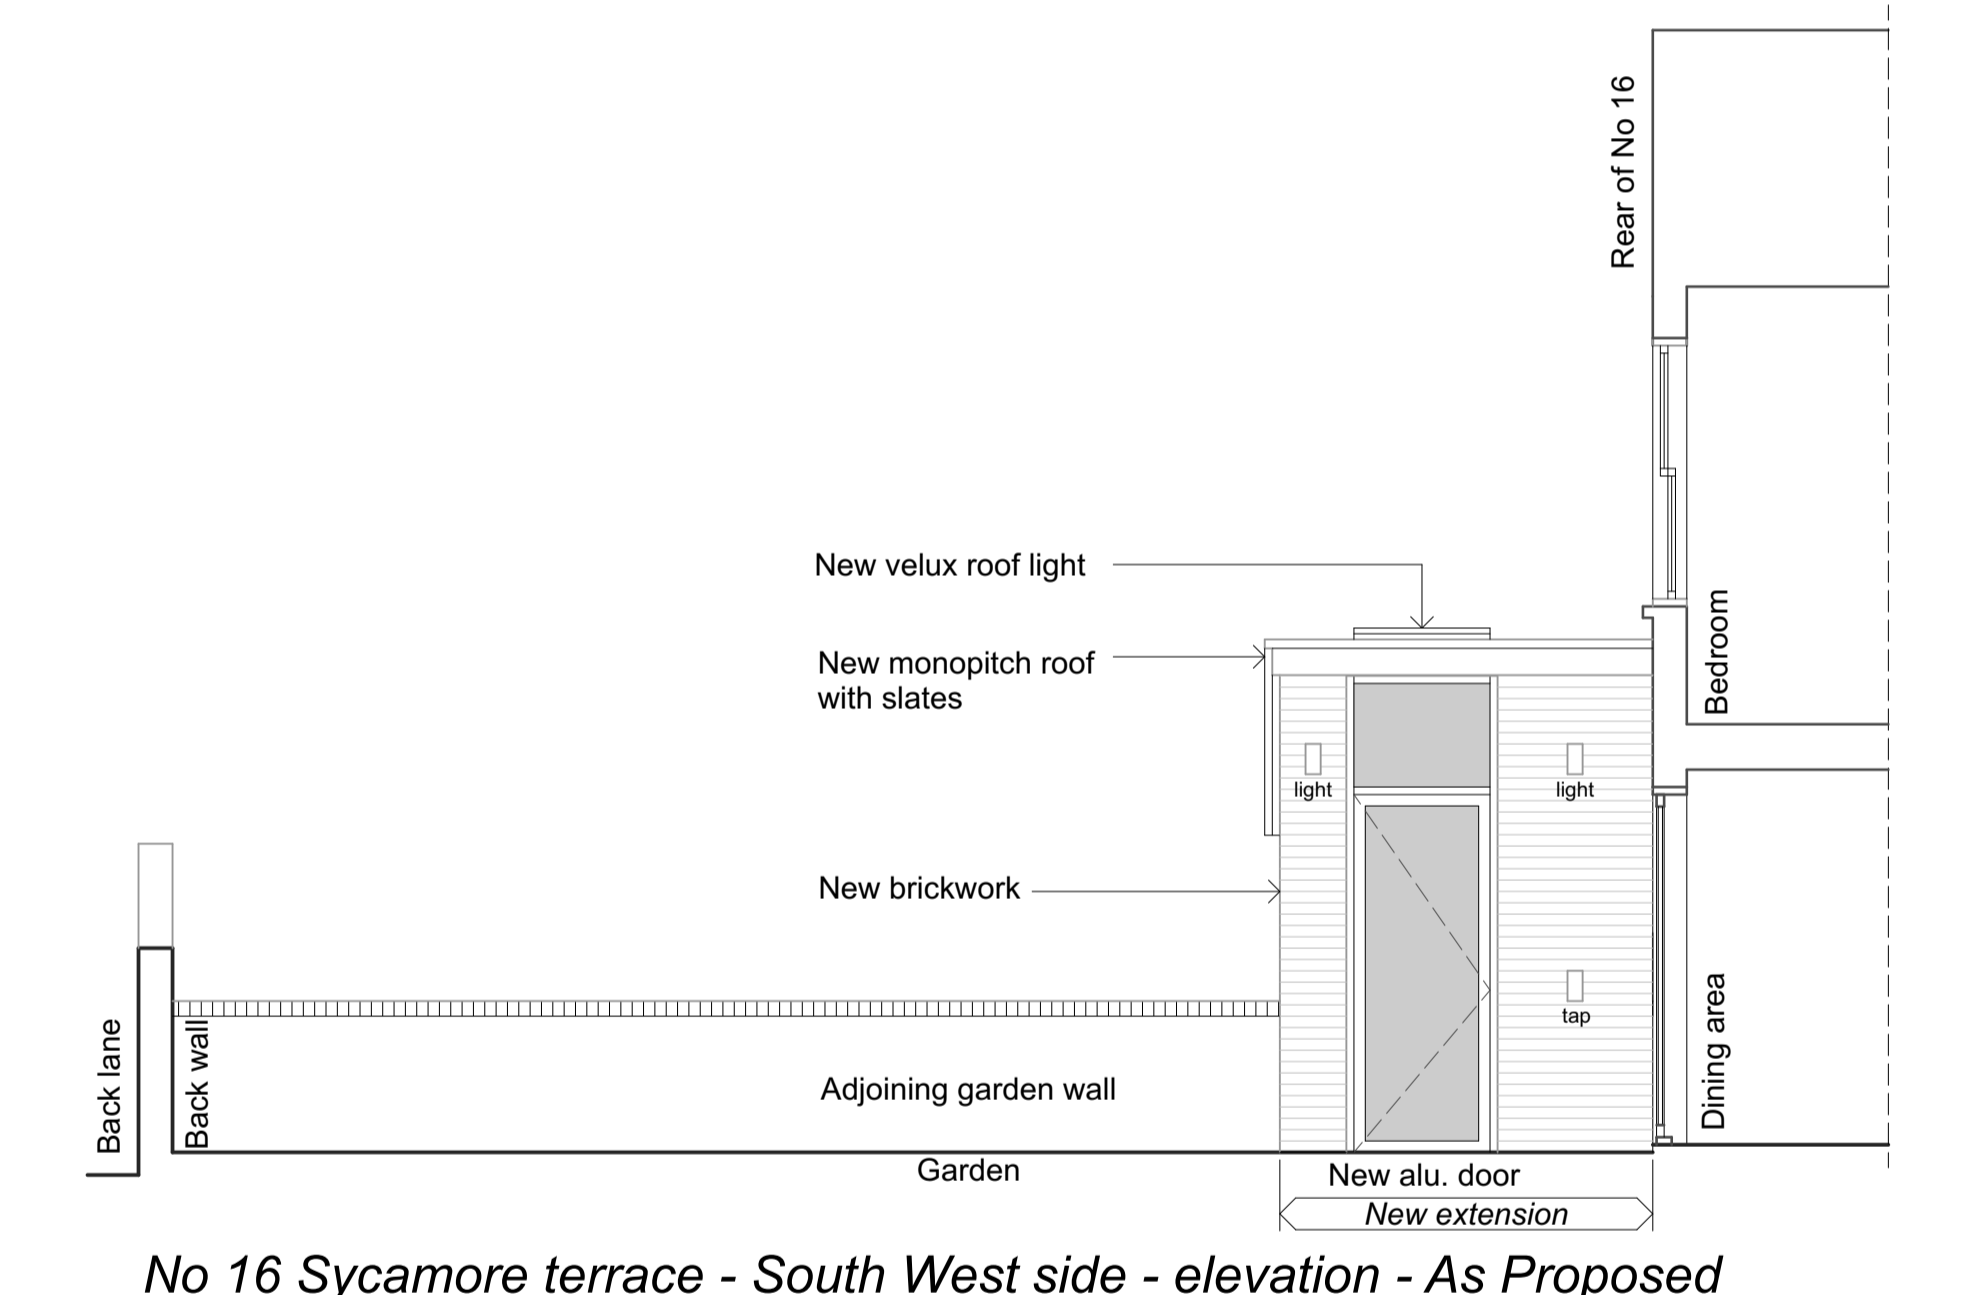 Rear of No 16
New velux roof light
New monopitch roof
with slates
Bedroom
light
light
New brickwork
tap
Dining area
Back lane
Back wall
Adjoining garden wall
Garden
New alu. door
New extension
No 16 Sycamore terrace - South West side - elevation - As Proposed